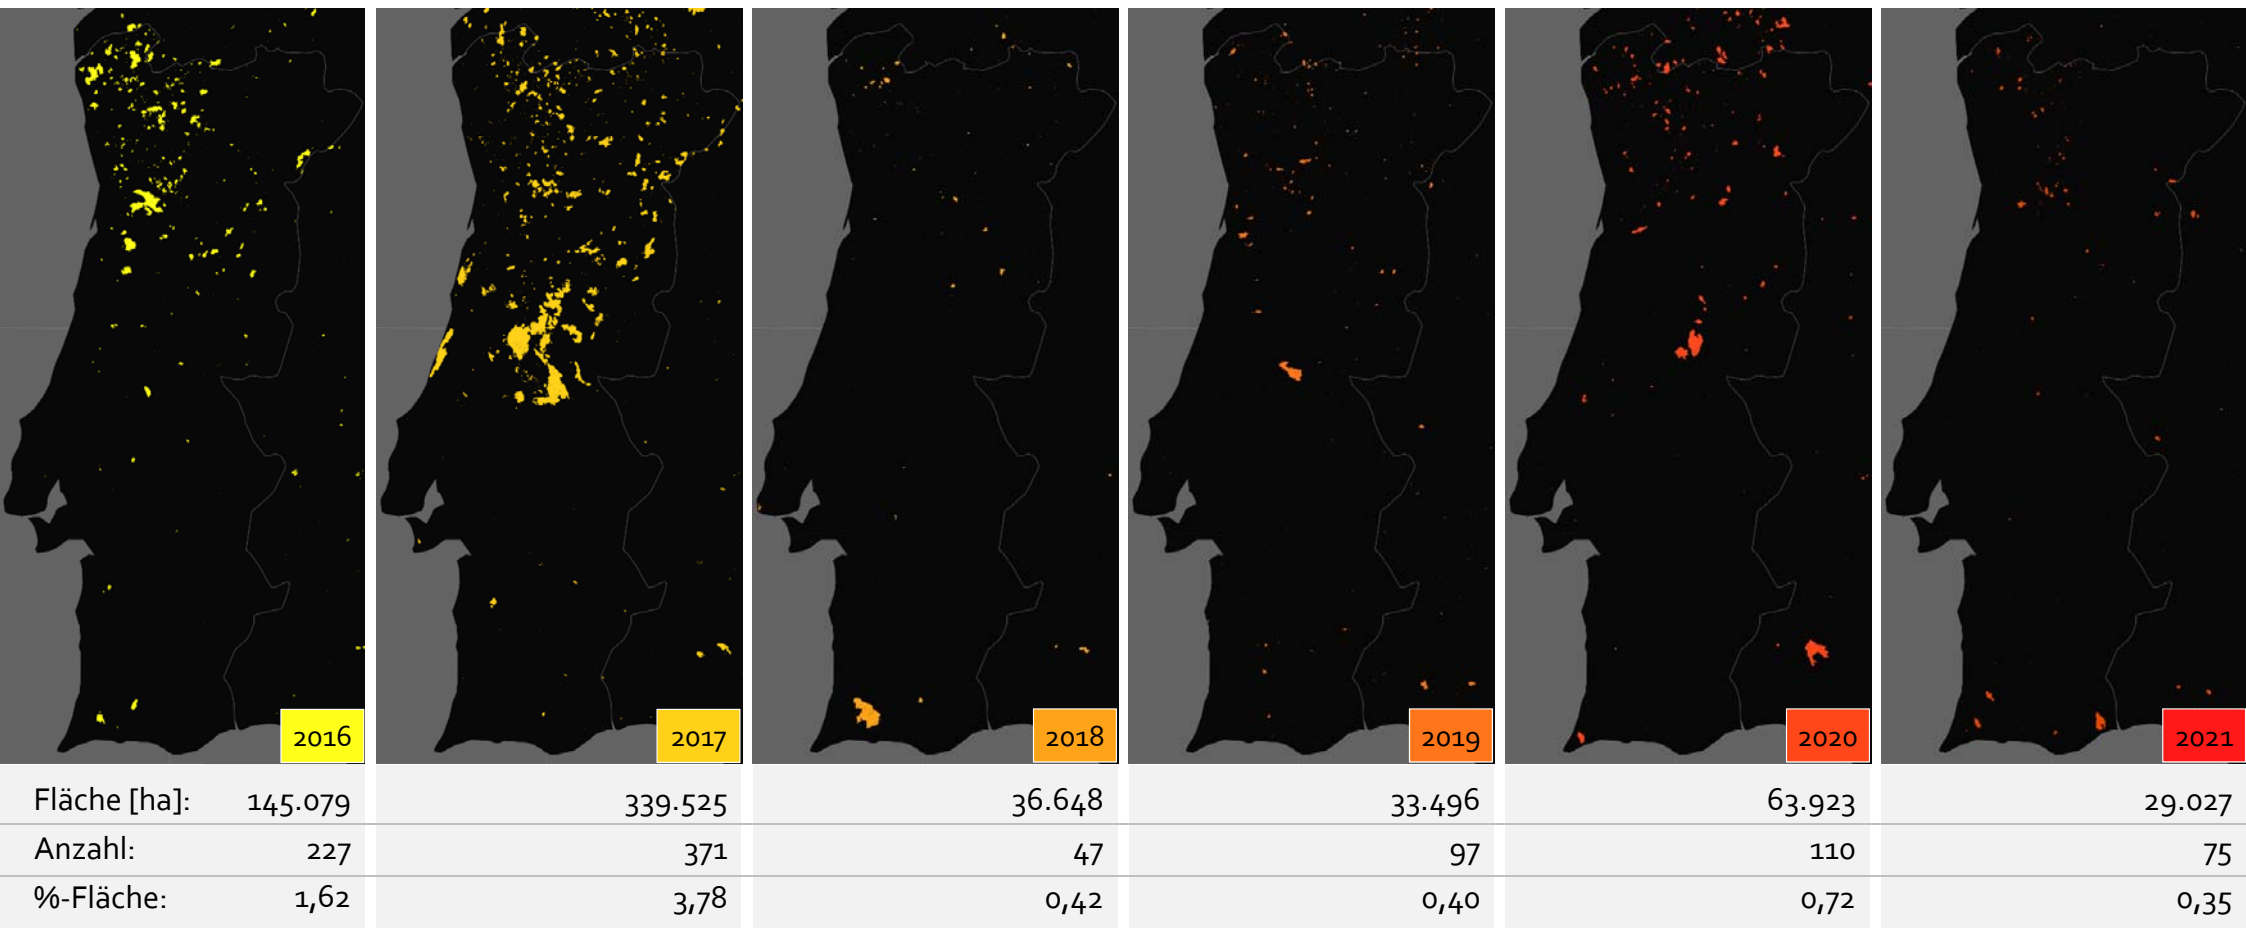 2016 2017 2018 2019 2020 2021
Fläche [ha]: 145.079 339.525 36.648 33.496 63.923 29.027
Anzahl: 227 371 47 97 110 75
%-Fläche: 1,62 3,78 0,42 0,40 0,72 0,35